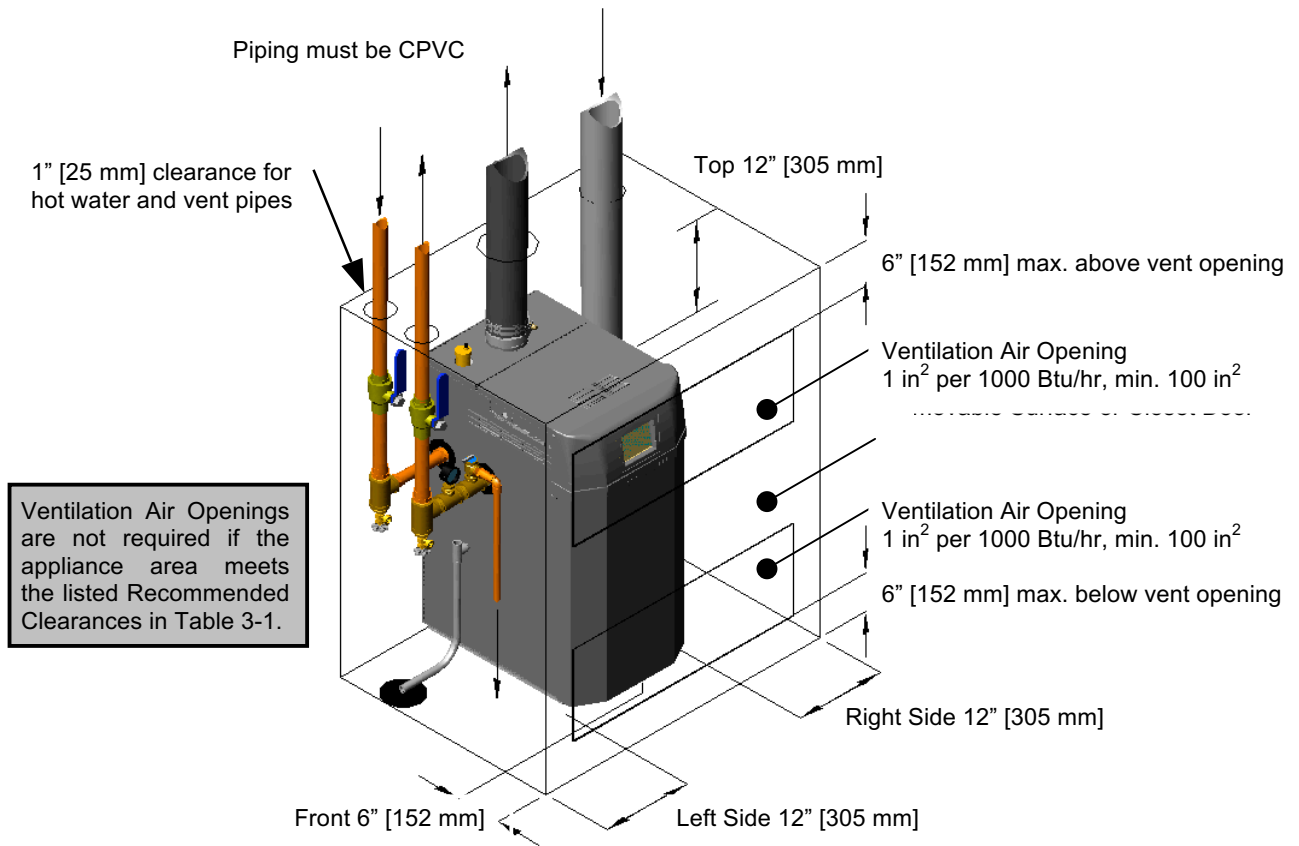 Piping must be CPVC
1” [25 mm] clearance for
hot water and vent pipes
Top 12” [305 mm]
6” [152 mm] max. above vent opening
Ventilation Air Opening
1 in² per 1000 Btu/hr, min. 100 in²
Ventilation Air Openings
are not required if the
appliance area meets
the listed Recommended
Clearances in Table 3-1.
Ventilation Air Opening
1 in² per 1000 Btu/hr, min. 100 in²
6” [152 mm] max. below vent opening
Right Side 12” [305 mm]
Front 6” [152 mm]
Left Side 12” [305 mm]